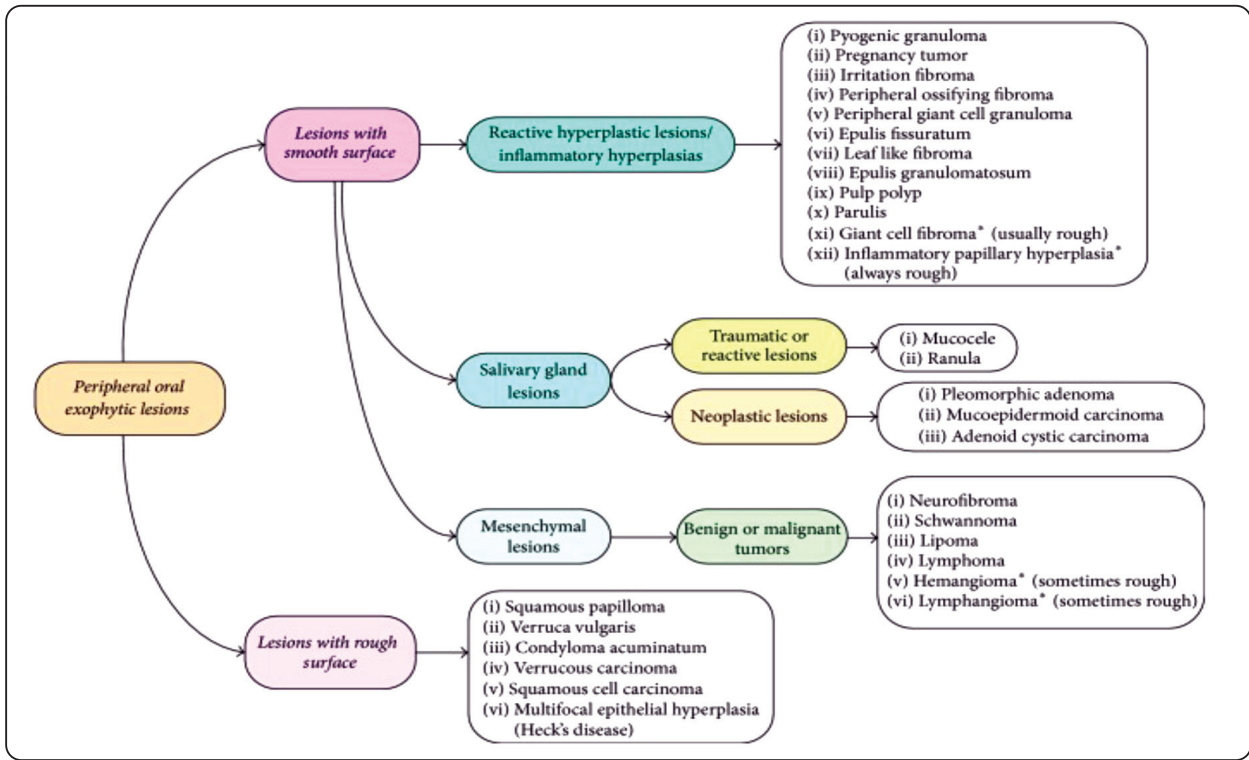 Peripheral oral
exophytic lesions
Lesions with
smooth surface
Reactive hyperplastic lesions/
inflammatory hyperplasias
(i) Pyogenic granuloma
(ii) Pregnancy tumor
(iii) Irritation fibroma
(iv) Peripheral ossifying fibroma
(v) Peripheral giant cell granuloma
(vi) Epulis fissuratum
(vii) Leaf like fibroma
(viii) Epulis granulomatosum
(ix) Pulp polyp
(x) Parulis
(xi) Giant cell fibroma* (usually rough)
(xii) Inflammatory papillary hyperplasia*
(always rough)
Salivary gland
lesions
Traumatic or
reactive lesions
(i) Mucocele
(ii) Ranula
Neoplastic lesions
(i) Pleomorphic adenoma
(ii) Mucoepidermoid carcinoma
(iii) Adenoid cystic carcinoma
Mesenchymal
lesions
Benign or malignant
tumors
(i) Neurofibroma
(ii) Schwannoma
(iii) Lipoma
(iv) Lymphoma
(v) Hemangioma* (sometimes rough)
(vi) Lymphangioma* (sometimes rough)
Lesions with rough
surface
(i) Squamous papilloma
(ii) Verruca vulgaris
(iii) Condyloma acuminatum
(iv) Verrucous carcinoma
(v) Squamous cell carcinoma
(vi) Multifocal epithelial hyperplasia
(Heck's disease)